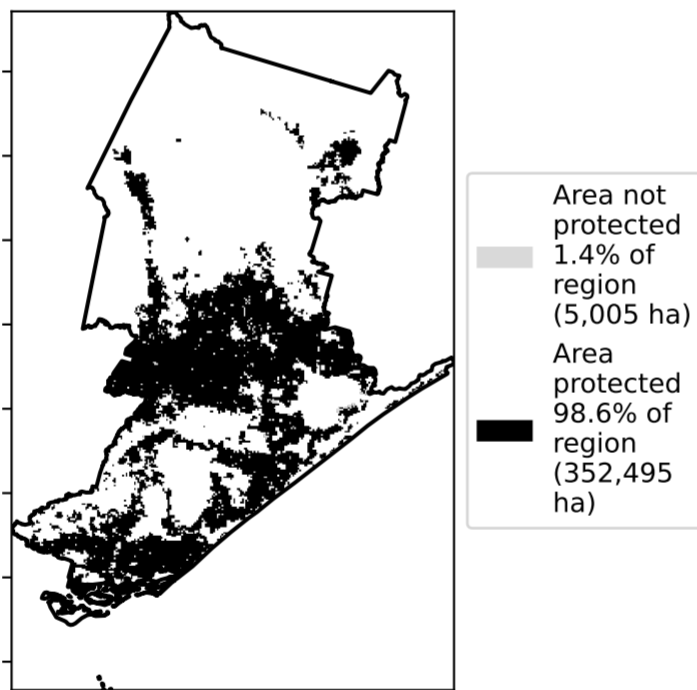 Area not
protected
1.4% of
region
(5,005 ha)
Area
protected
98.6% of
region
(352,495
ha)